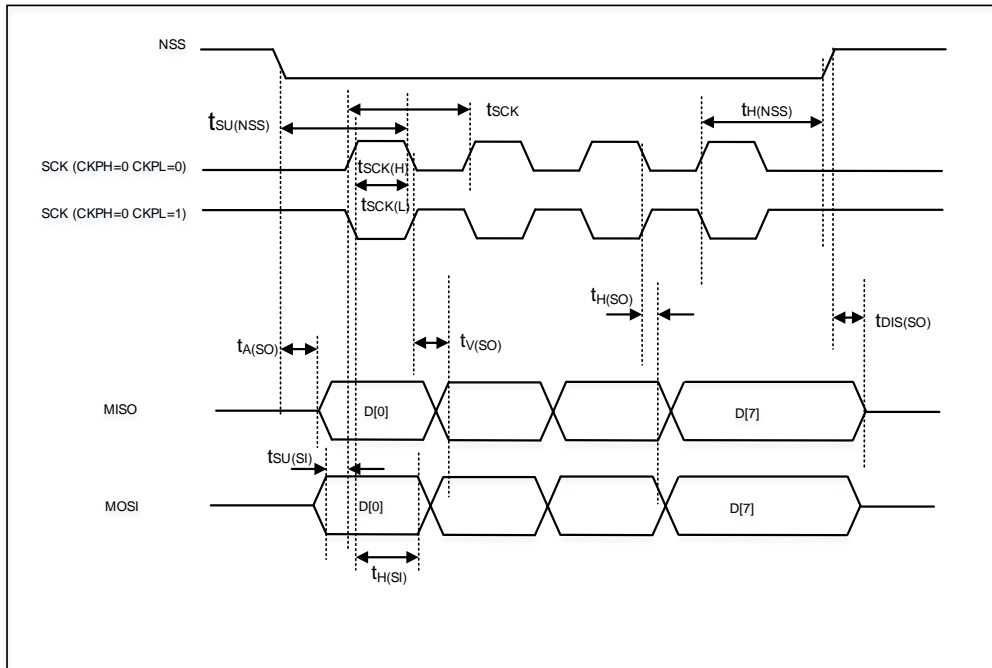 NSS
tSCK
tH(NSS)
tSU(NSS)
SCK (CKPH=0 CKPL=0)
tSCK(H)
tSCK(L)
SCK (CKPH=0 CKPL=1)
tH(SO)
tDIS(SO)
tA(SO)
tV(SO)
MISO
D[0]
D[7]
tSU(SI)
MOSI
D[0]
D[7]
tH(SI)